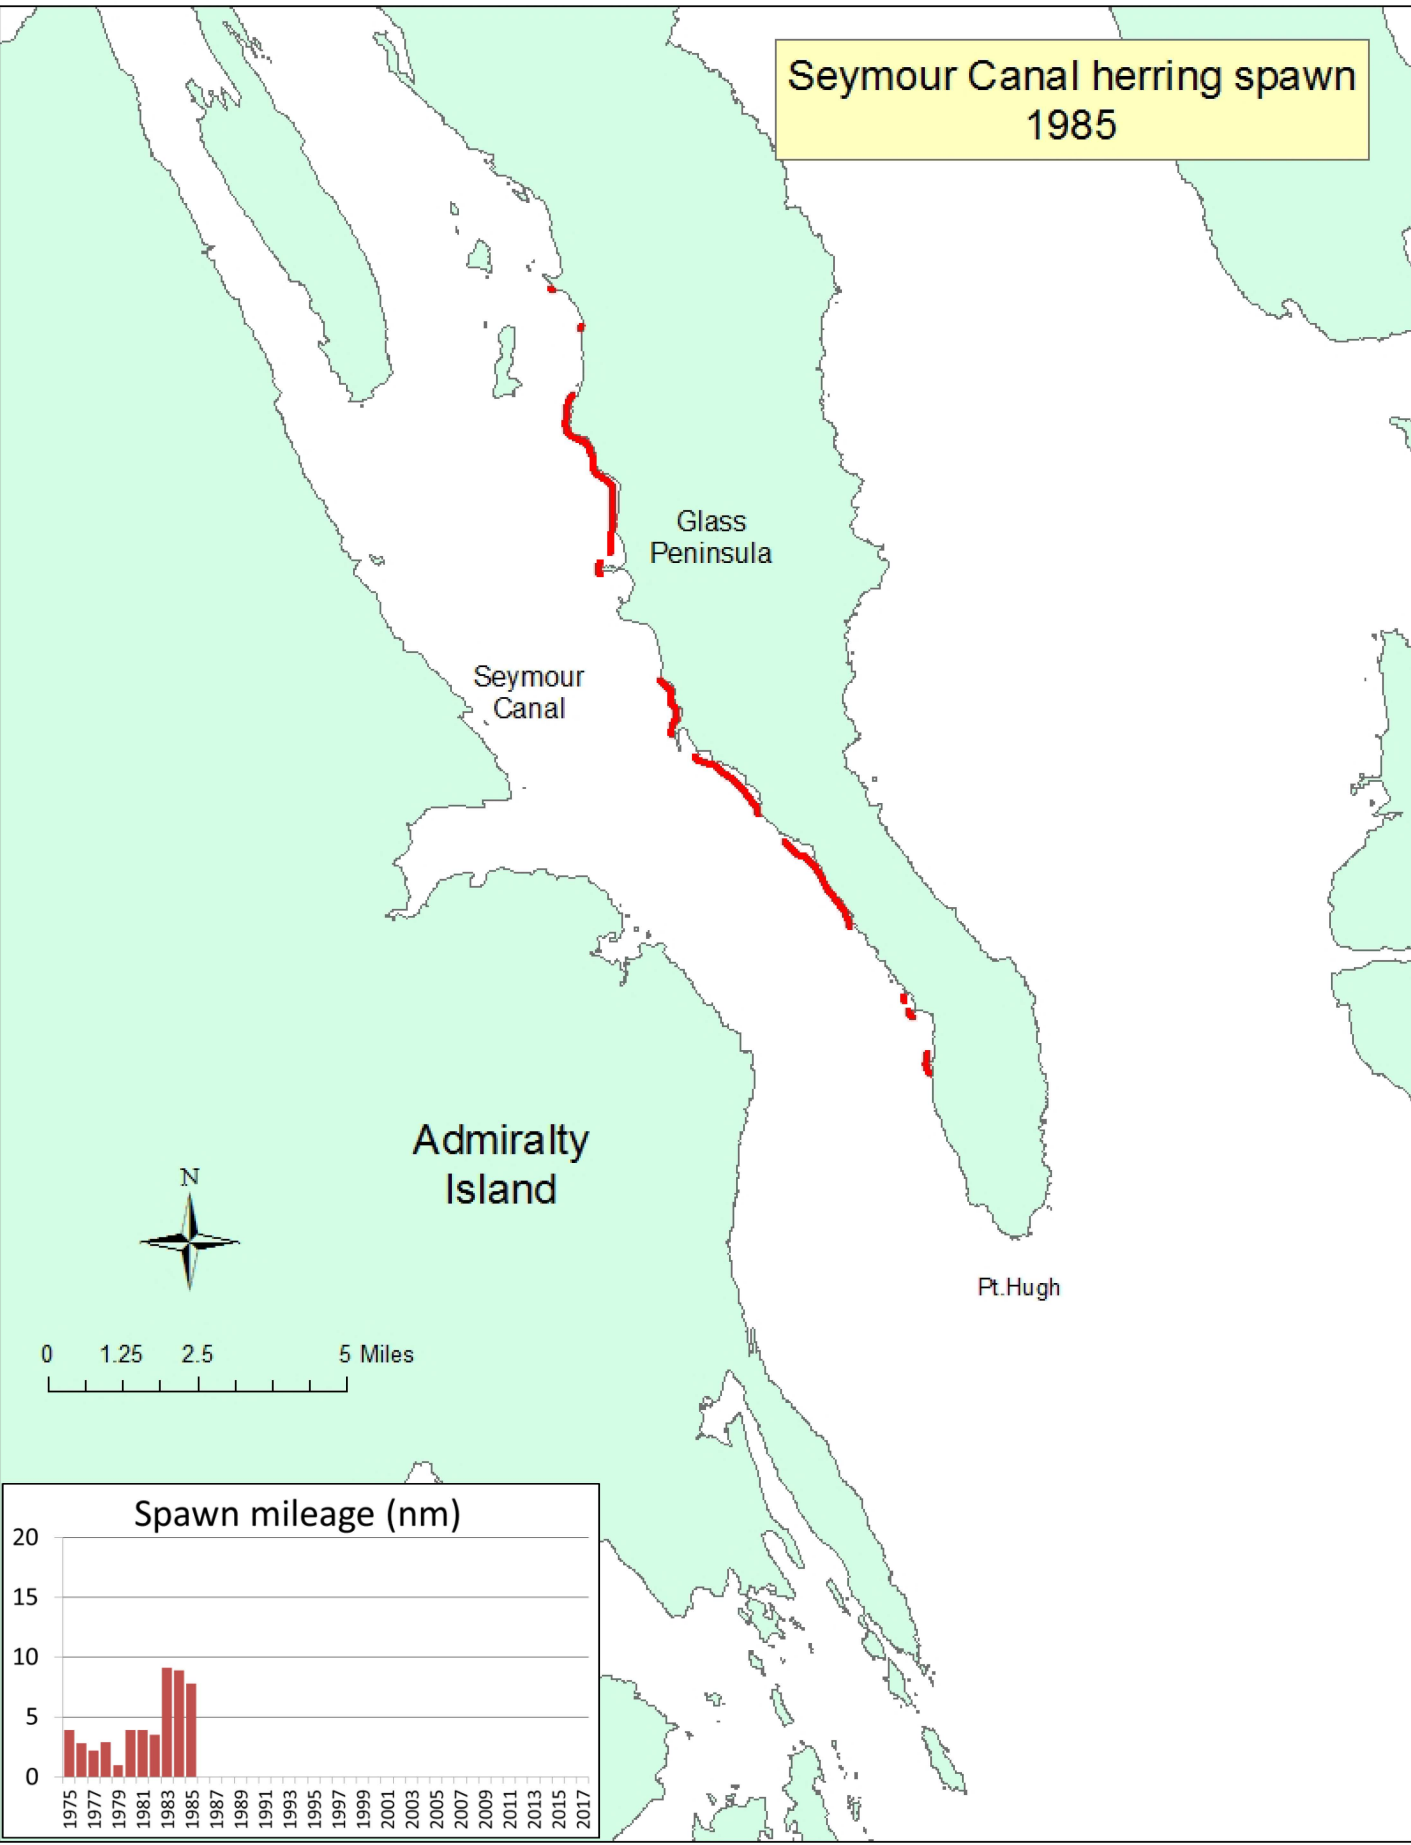 Seymour Canal herring spawn
1985
Glass
Peninsula
Seymour
Canal
Admiralty
Island
N
Pt.Hugh
0 1.25 2.5 5 Miles
Spawn mileage (nm)
20
15
10
5
0
1975 1977 1979 1981 1983 1985 1987 1989 1991 1993 1995 1997 1999 2001 2003 2005 2007 2009 2011 2013 2015 2017